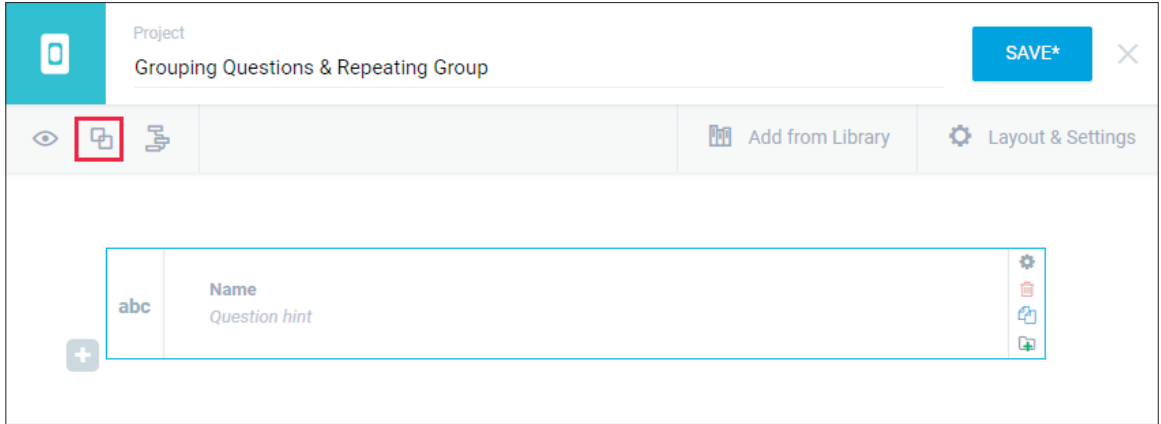 Project
Grouping Questions & Repeating Group
SAVE*
Add from Library
Layout & Settings
abc
Name
Question hint